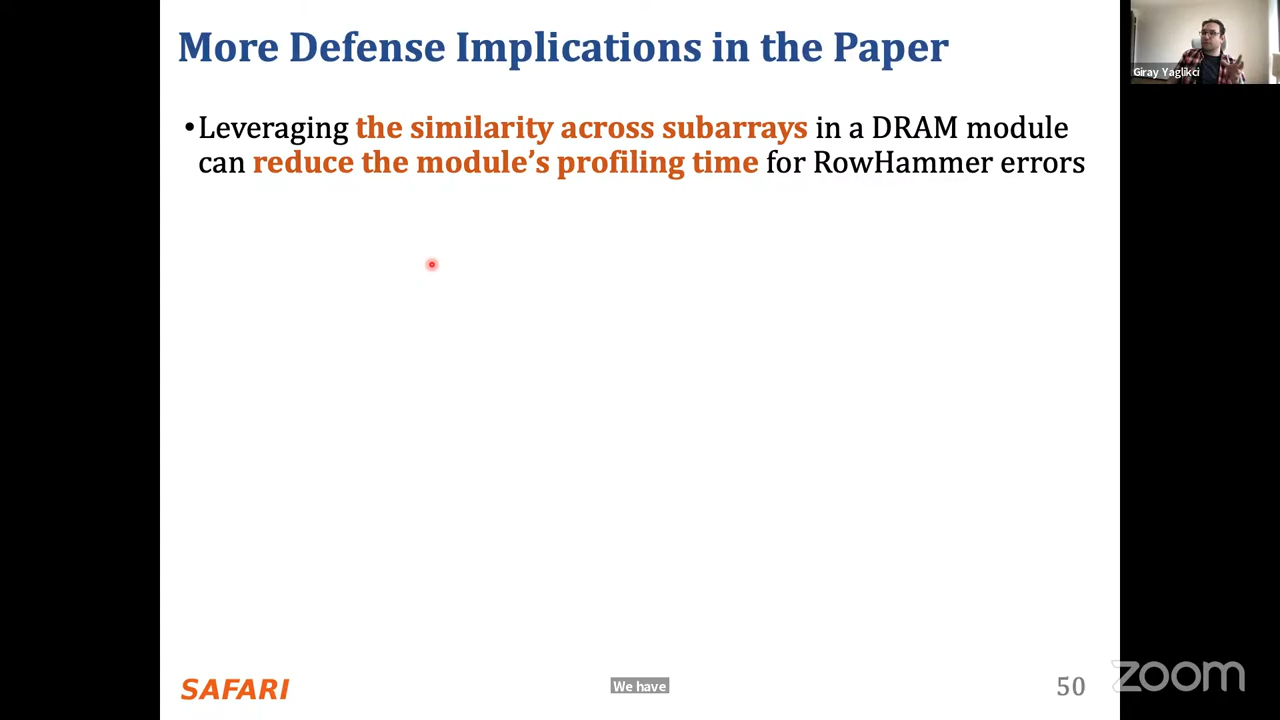 More Defense Implications in the Paper
Giray Yaglikci
•Leveraging the similarity across subarrays in a DRAM module
can reduce the module’s profiling time for RowHammer errors
SAFARI
We have
50
zoom